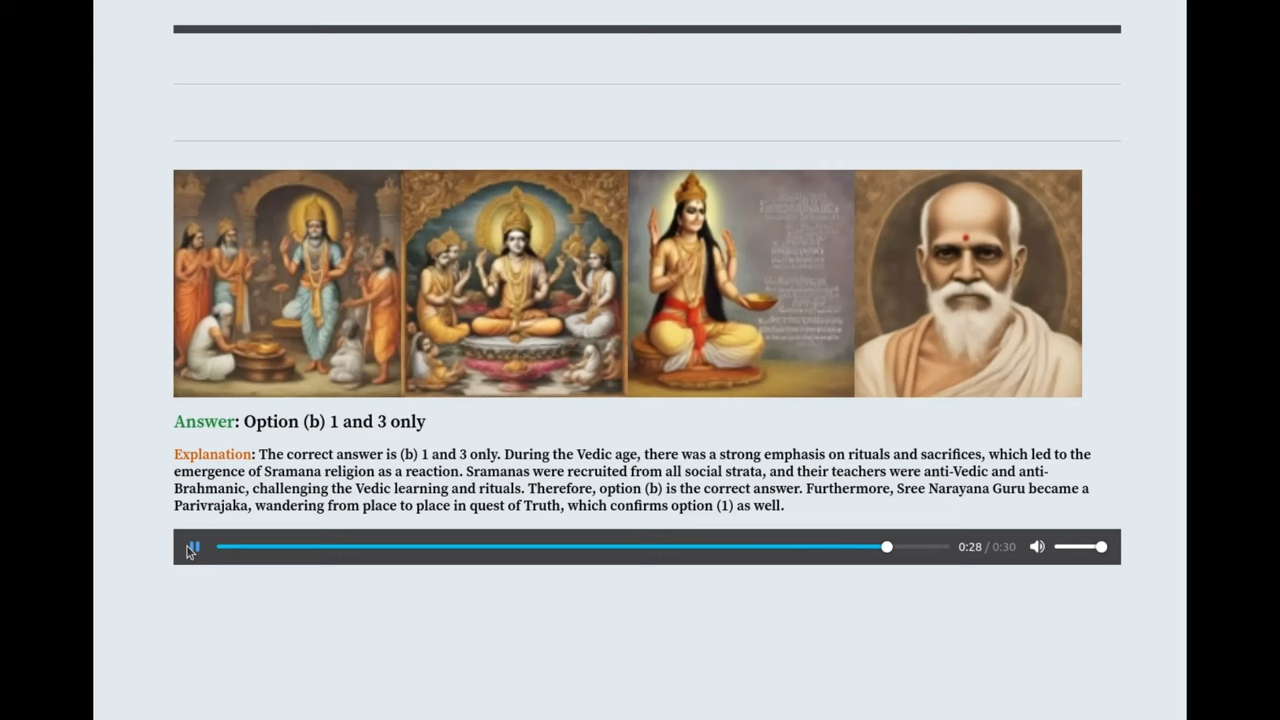 Answer: Option (b) 1 and 3 only
Explanation: The correct answer is (b) 1 and 3 only. During the Vedic age, there was a strong emphasis on rituals and sacrifices, which led to the
emergence of Sramana religion as a reaction. Sramanas were recruited from all social strata, and their teachers were anti-Vedic and anti-
Brahmanic, challenging the Vedic learning and rituals. Therefore, option (b) is the correct answer. Furthermore, Sree Narayana Guru became a
Parivrajaka, wandering from place to place in quest of Truth, which confirms option (1) as well.
0:28 / 0:30